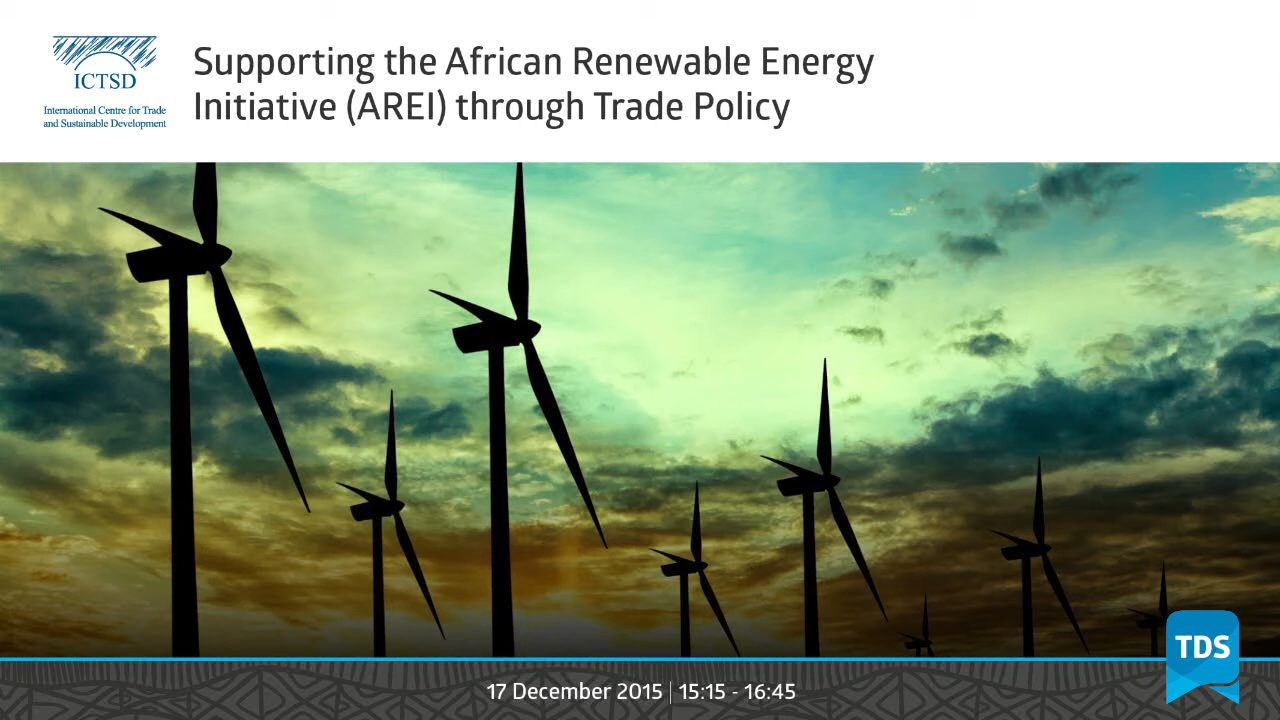 ICTSD
International Centre for Trade
and Sustainable Development
Supporting the African Renewable Energy
Initiative (AREI) through Trade Policy
TDS
17 December 2015 | 15:15 - 16:45